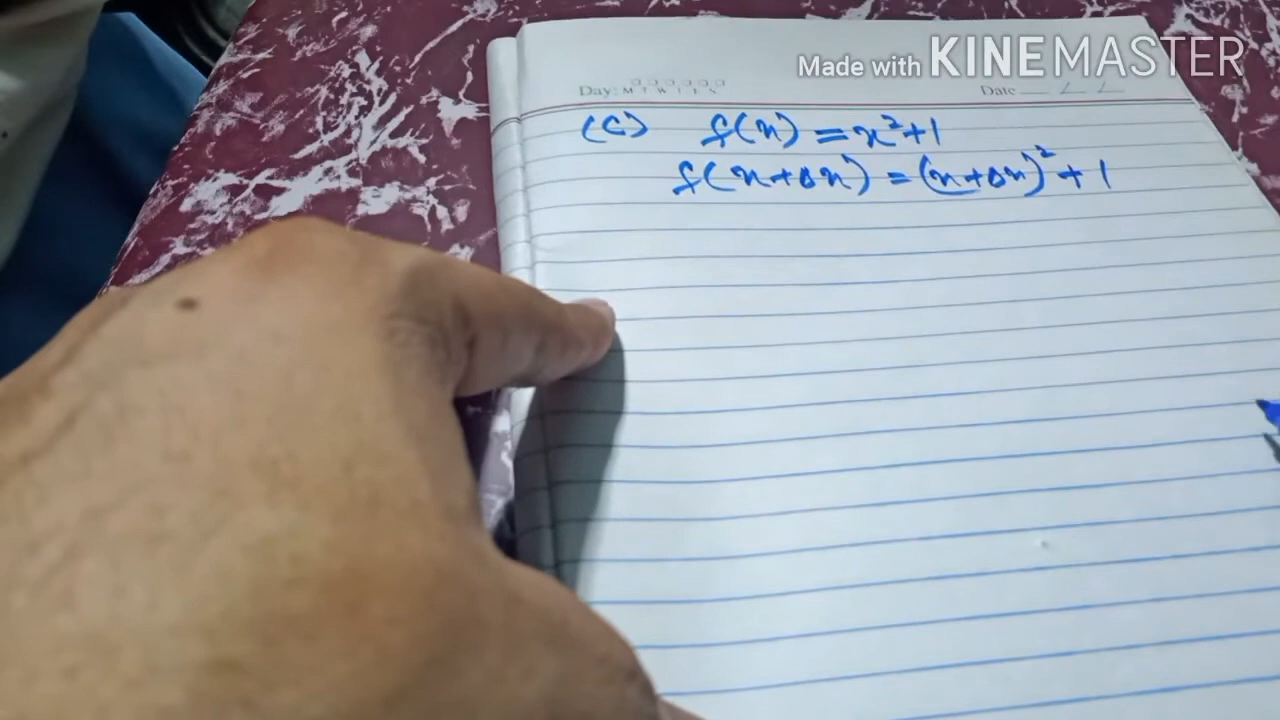 Made with KINEMASTER
Day: M T W T F S
Date
(c) f(x) = x²+1
f(x+Δx) = (x+Δx)²+1